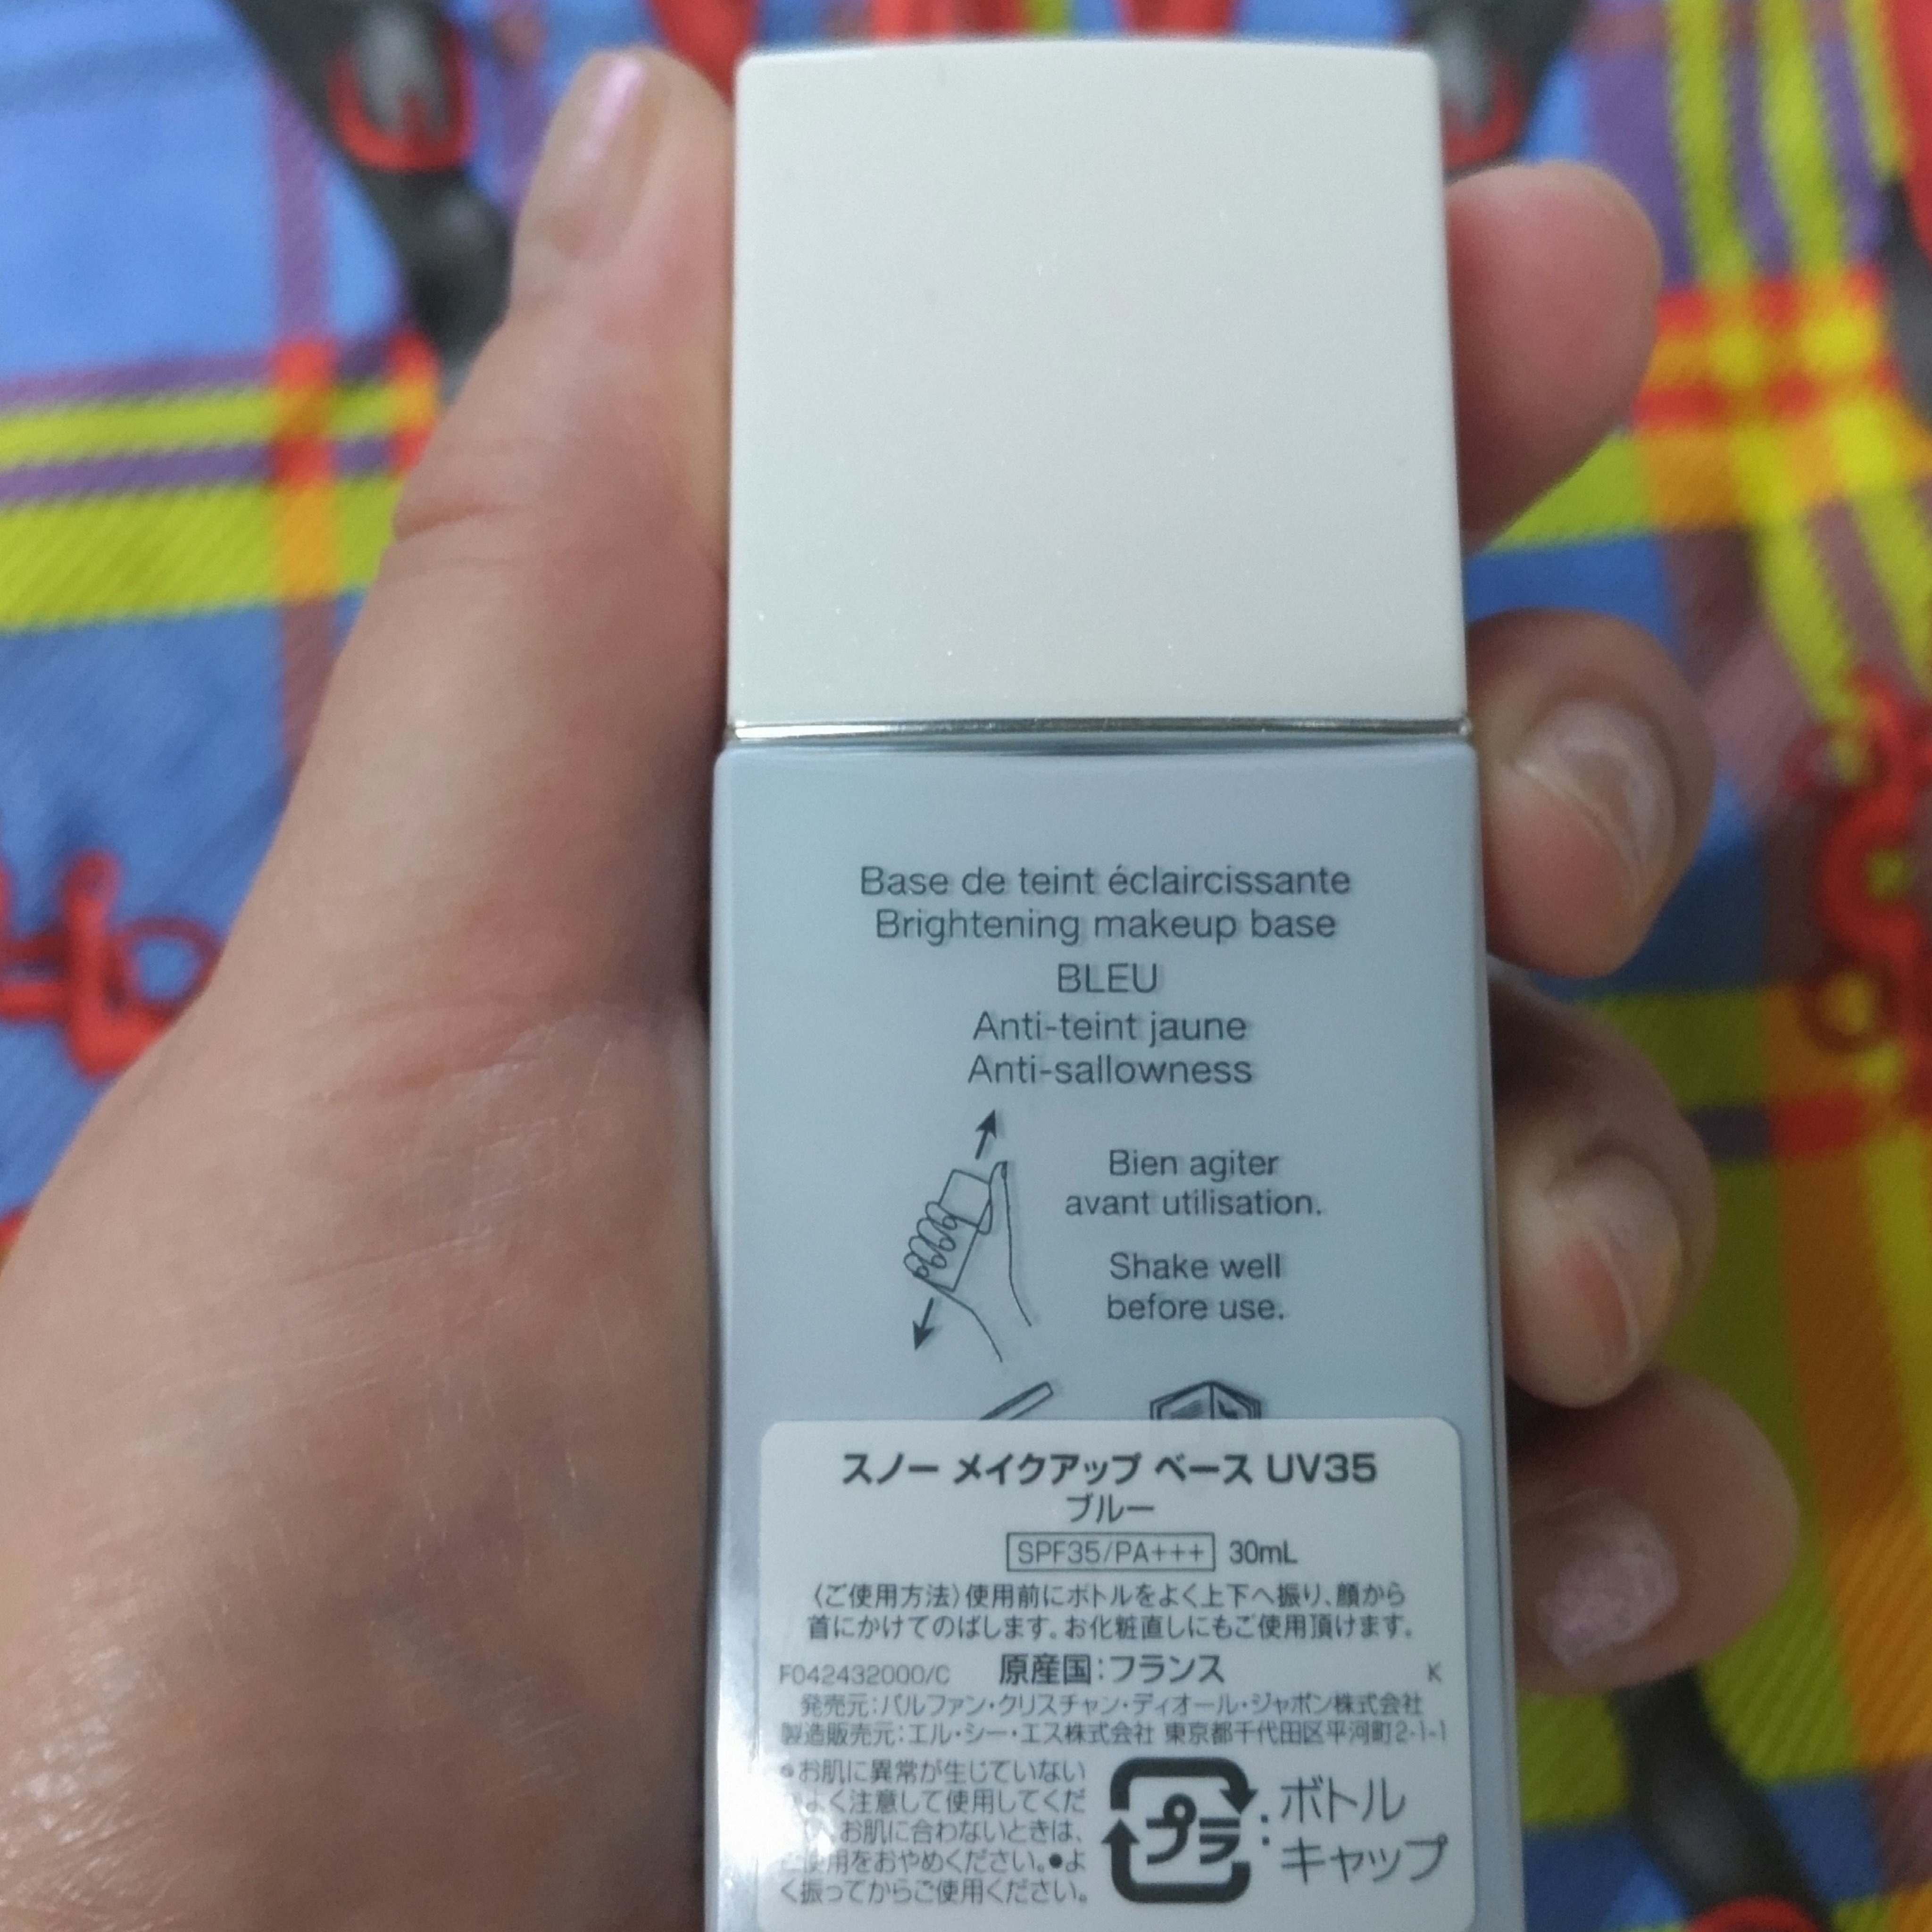 Base de teint éclaircissante
Brightening makeup base
BLEU
Anti-teint jaune
Anti-sallowness
Bien agiter
avant utilisation.
Shake well
before use.
スノー メイクアップ ベース UV35
ブルー
SPF35/PA+++ 30mL
〈ご使用方法〉使用前にボトルをよく上下へ振り、顔から
首にかけてのばします。お化粧直しにもご使用頂けます。
F042432000/C 原産国:フランス K
発売元:パルファン・クリスチャン・ディオール・ジャポン株式会社
製造販売元:エル・シー・エス株式会社 東京都千代田区平河町2-1-1
●お肌に異常が生じていない
よく注意して使用してくだ
お肌に合わないときは、
使用をおやめください。●よ
く振ってからご使用ください。
プラ : ボトル
キャップ